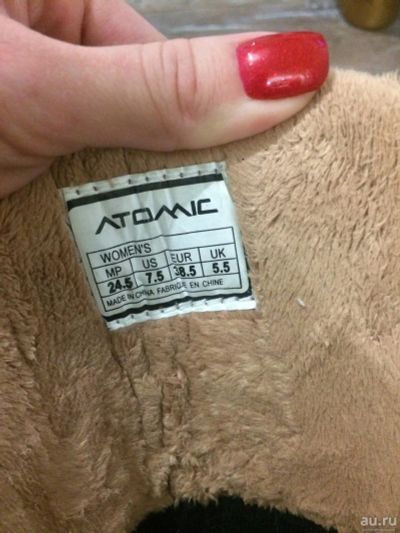 ATOMIC
WOMEN'S
MP US EUR UK
24.5 7.5 38.5 5.5
MADE IN CHINA FABRIQUE EN CHINE
au.ru